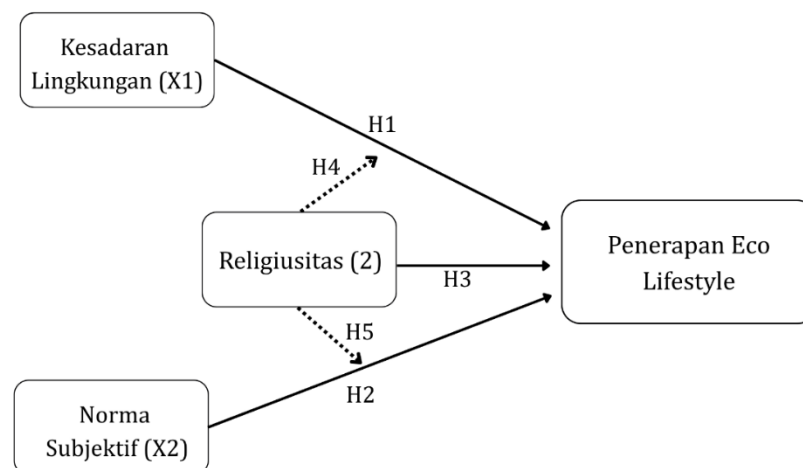 Kesadaran
Lingkungan (X1)
H1
H4
Religiusitas (2)
H3
Penerapan Eco
Lifestyle
H5
H2
Norma
Subjektif (X2)